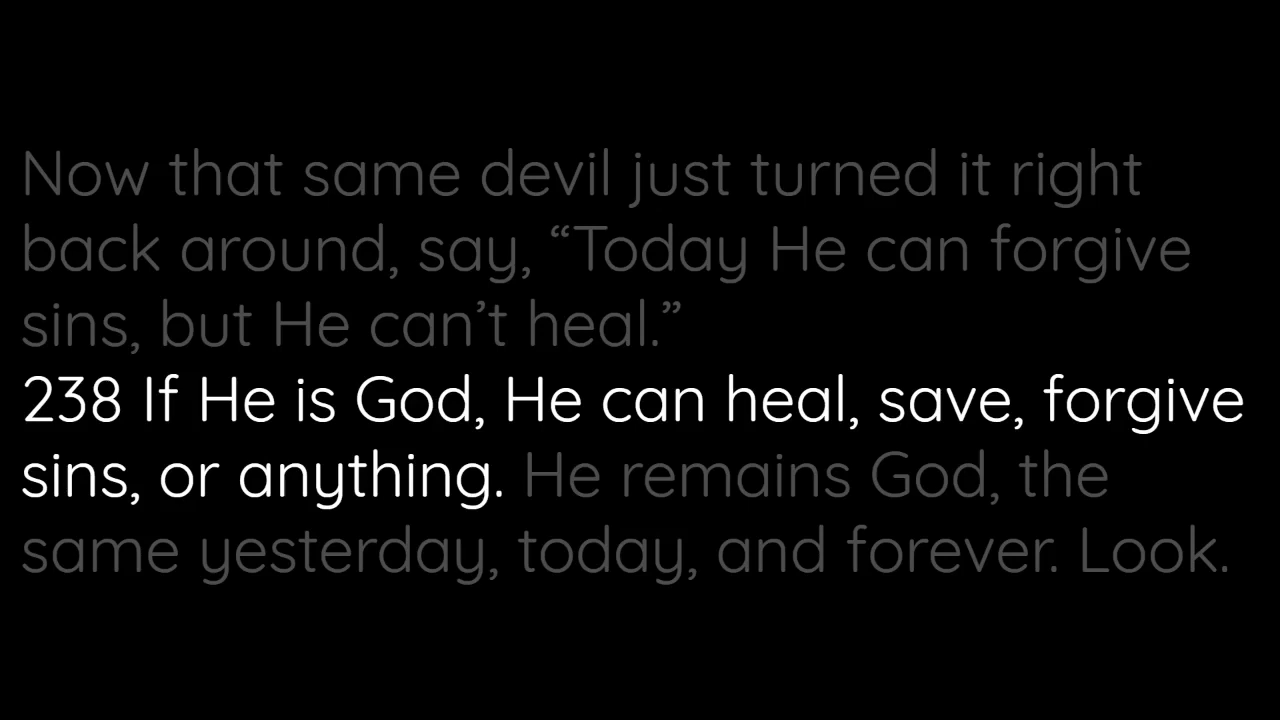 Now that same devil just turned it right
back around, say, “Today He can forgive
sins, but He can’t heal.”
238 If He is God, He can heal, save, forgive
sins, or anything. He remains God, the
same yesterday, today, and forever. Look.